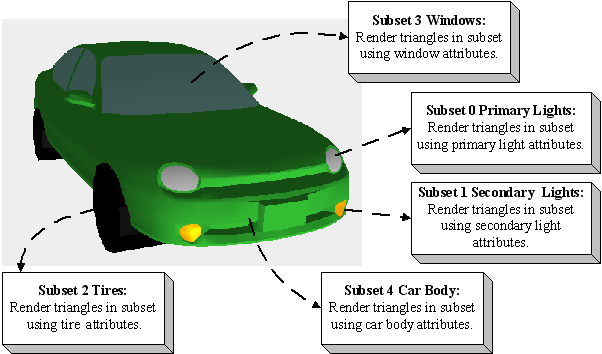 Subset 3 Windows:
Render triangles in subset
using window attributes.
Subset 0 Primary Lights:
Render triangles in subset
using primary light attributes.
Subset 1 Secondary Lights:
Render triangles in subset
using secondary light
attributes.
Subset 2 Tires:
Render triangles in subset
using tire attributes.
Subset 4 Car Body:
Render triangles in subset
using car body attributes.